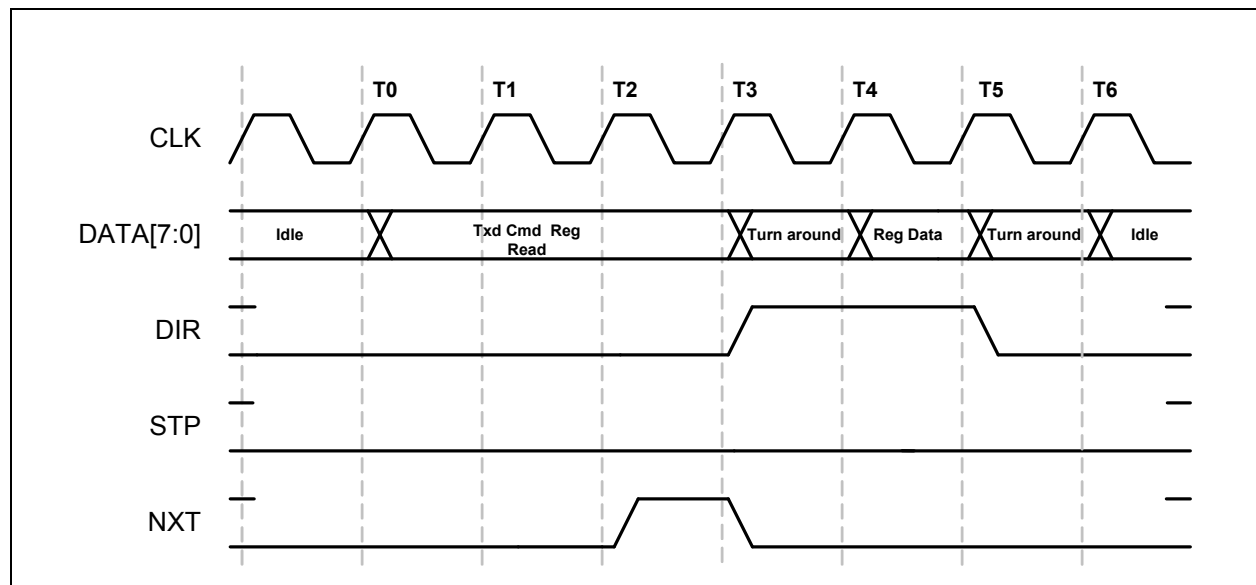 T0 T1 T2 T3 T4 T5 T6
CLK
DATA[7:0]
Idle
Txd Cmd Reg
Read
Turn around
Reg Data
Turn around
Idle
DIR
STP
NXT